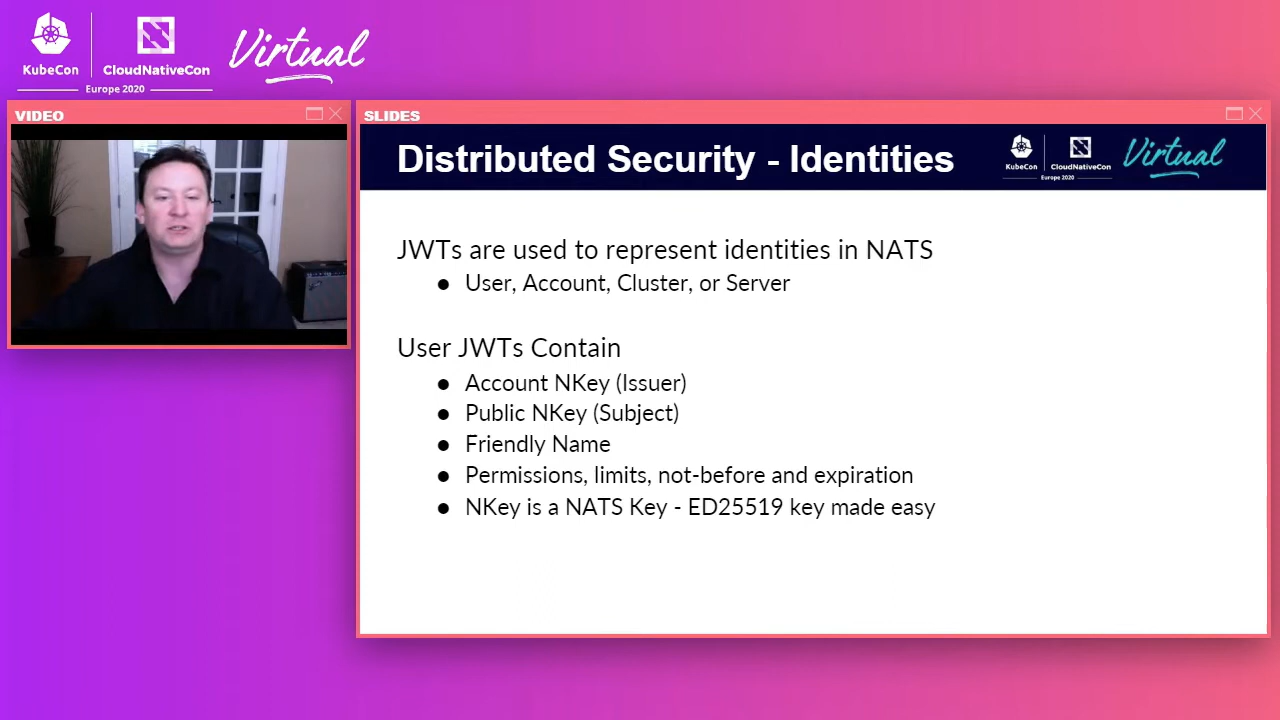 KubeCon
CloudNativeCon
Europe 2020
Virtual
VIDEO
SLIDES
Distributed Security - Identities
KubeCon
CloudNativeCon
Europe 2020
Virtual
JWTs are used to represent identities in NATS
● User, Account, Cluster, or Server
User JWTs Contain
● Account NKey (Issuer)
● Public NKey (Subject)
● Friendly Name
● Permissions, limits, not-before and expiration
● NKey is a NATS Key - ED25519 key made easy